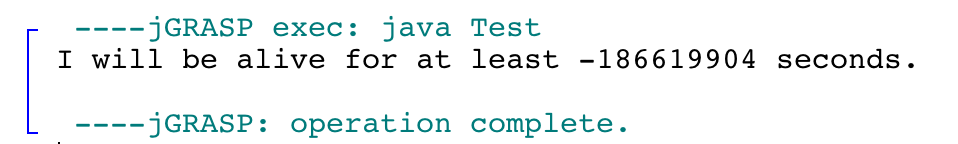 ----jGRASP exec: java Test
I will be alive for at least -186619904 seconds.
----jGRASP: operation complete.